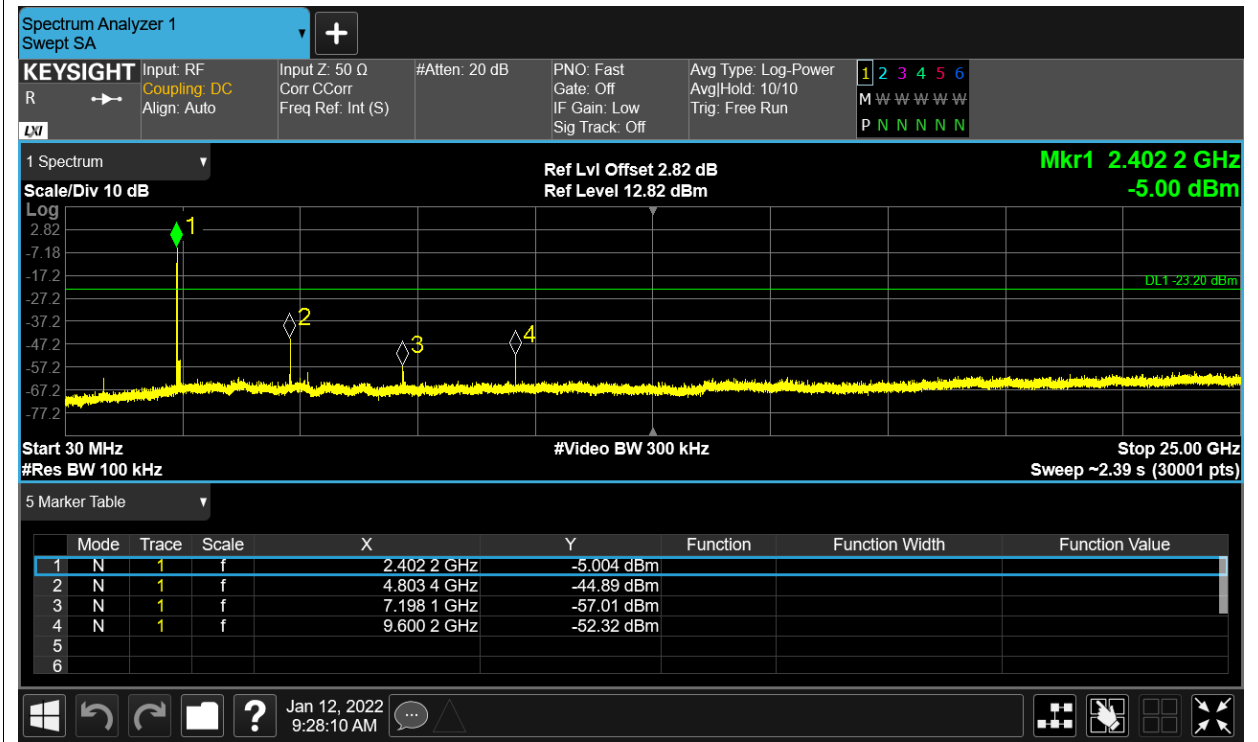 Spectrum Analyzer 1
Swept SA
KEYSIGHT
R
LXI
Input: RF
Coupling: DC
Align: Auto
Input Z: 50 Ω
Corr CCorr
Freq Ref: Int (S)
#Atten: 20 dB
PNO: Fast
Gate: Off
IF Gain: Low
Sig Track: Off
Avg Type: Log-Power
Avg|Hold: 10/10
Trig: Free Run
1 2 3 4 5 6
M W W W W W
P N N N N N
1 Spectrum
Scale/Div 10 dB
Ref Lvl Offset 2.82 dB
Ref Level 12.82 dBm
Mkr1 2.402 2 GHz
-5.00 dBm
Log
2.82
-7.18
-17.2
-27.2
-37.2
-47.2
-57.2
-67.2
-77.2
1
2
3
4
DL1 -23.20 dBm
Start 30 MHz
#Video BW 300 kHz
Stop 25.00 GHz
#Res BW 100 kHz
Sweep ~2.39 s (30001 pts)
5 Marker Table
Mode Trace Scale X Y Function Function Width Function Value
1 N 1 f 2.402 2 GHz -5.004 dBm
2 N 1 f 4.803 4 GHz -44.89 dBm
3 N 1 f 7.198 1 GHz -57.01 dBm
4 N 1 f 9.600 2 GHz -52.32 dBm
5
6
?
Jan 12, 2022
9:28:10 AM